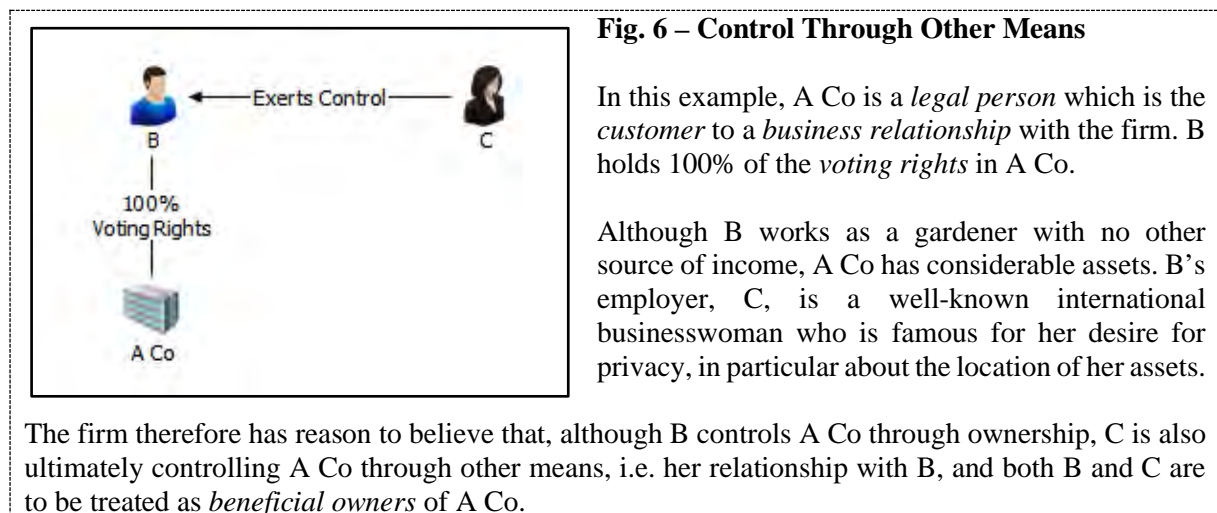 Exerts Control
B
C
100%
Voting Rights
A Co
Fig. 6 – Control Through Other Means
In this example, A Co is a legal person which is the
customer to a business relationship with the firm. B
holds 100% of the voting rights in A Co.
Although B works as a gardener with no other
source of income, A Co has considerable assets. B’s
employer, C, is a well-known international
businesswoman who is famous for her desire for
privacy, in particular about the location of her assets.
The firm therefore has reason to believe that, although B controls A Co through ownership, C is also
ultimately controlling A Co through other means, i.e. her relationship with B, and both B and C are
to be treated as beneficial owners of A Co.